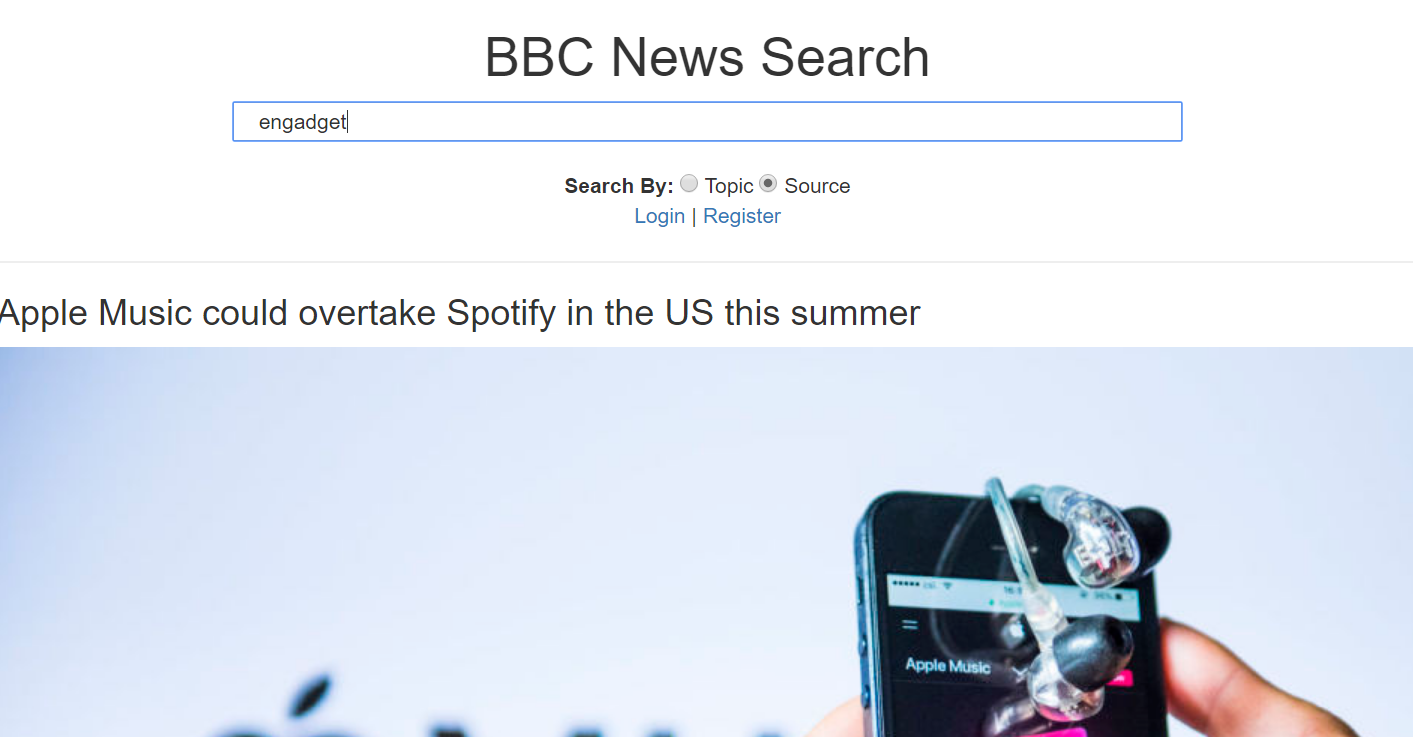 BBC News Search
engadget
Search By: Topic Source
Login | Register
Apple Music could overtake Spotify in the US this summer
Apple Music